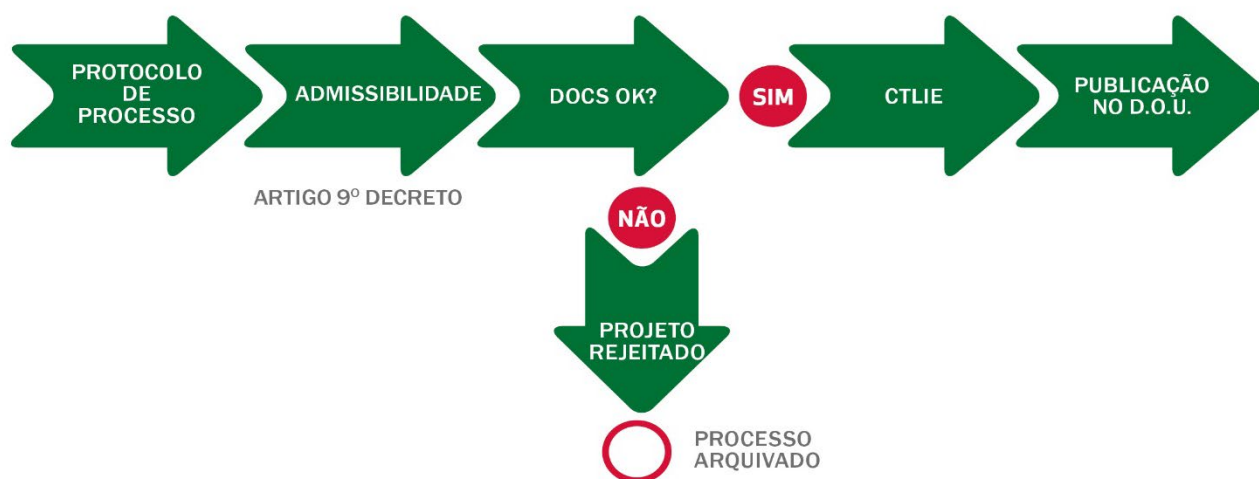 PROTOCOLO
DE
PROCESSO
ADMISSIBILIDADE
DOCS OK?
SIM
CTLIE
PUBLICAÇÃO
NO D.O.U.
ARTIGO 9º DECRETO
NÃO
PROJETO
REJEITADO
PROCESSO
ARQUIVADO